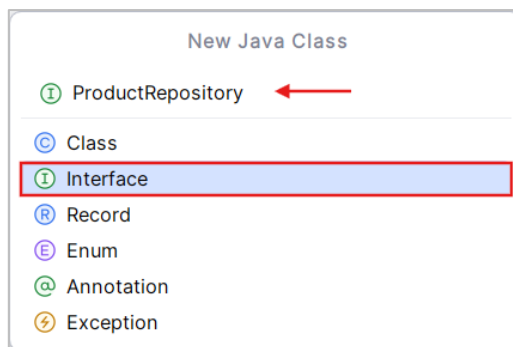 New Java Class
I ProductRepository
C Class
I Interface
R Record
E Enum
@ Annotation
Exception